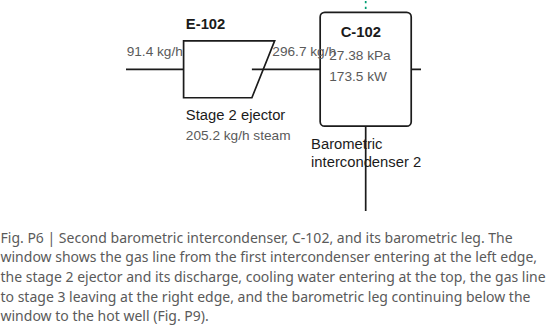 E-102
C-102
91.4 kg/h
296.7 kg/h
27.38 kPa
173.5 kW
Stage 2 ejector
205.2 kg/h steam
Barometric
intercondenser 2
Fig. P6 | Second barometric intercondenser, C-102, and its barometric leg. The
window shows the gas line from the first intercondenser entering at the left edge,
the stage 2 ejector and its discharge, cooling water entering at the top, the gas line
to stage 3 leaving at the right edge, and the barometric leg continuing below the
window to the hot well (Fig. P9).